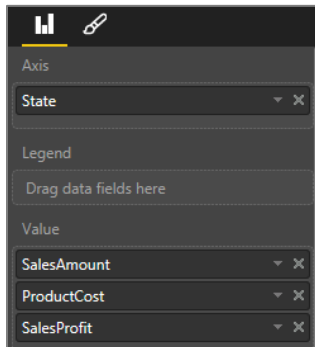 Axis
State
Legend
Drag data fields here
Value
SalesAmount
ProductCost
SalesProfit